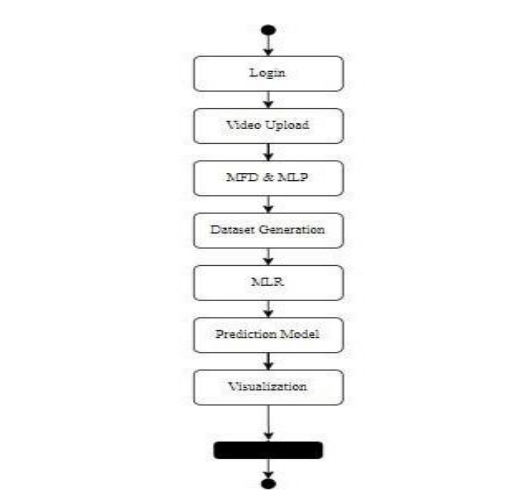 Login
Video Upload
MFD & MLP
Dataset Generation
MLR
Prediction Model
Visualization